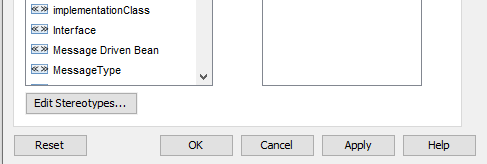 implementationClass
Interface
Message Driven Bean
MessageType
Edit Stereotypes...
Reset
OK
Cancel
Apply
Help